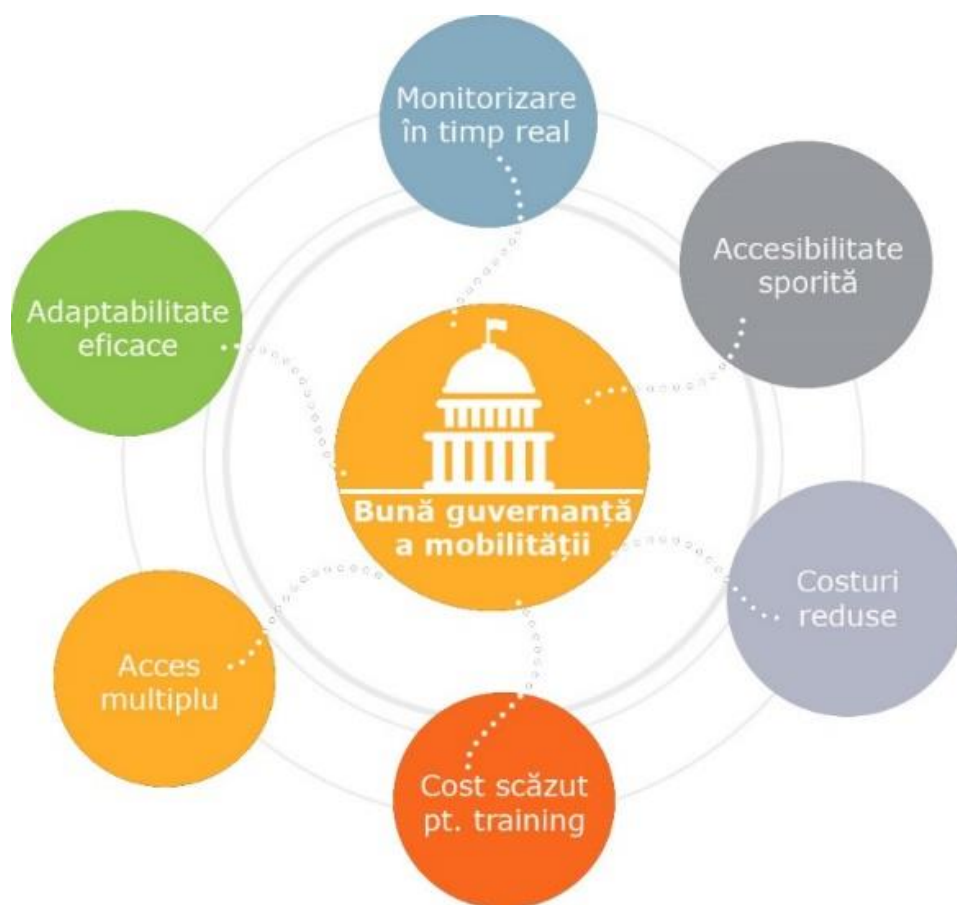 Monitorizare
în timp real
Accesibilitate
sporită
Adaptabilitate
eficace
Bună guvernanță
a mobilității
Costuri
reduse
Acces
multiplu
Cost scăzut
pt. training